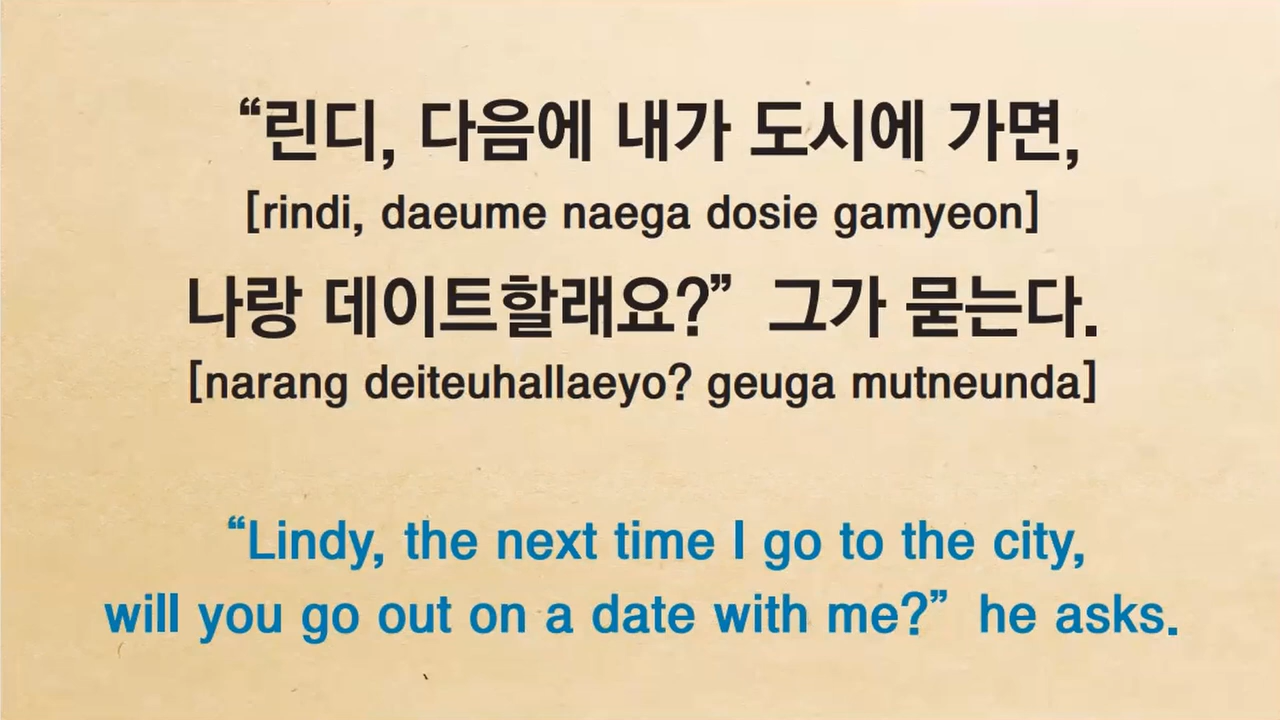 “린디, 다음에 내가 도시에 가면,
[rindi, daeume naega dosie gamyeon]
나랑 데이트할래요?” 그가 묻는다.
[narang deiteuhallaeyo? geuga mutneunda]
“Lindy, the next time I go to the city,
will you go out on a date with me?” he asks.